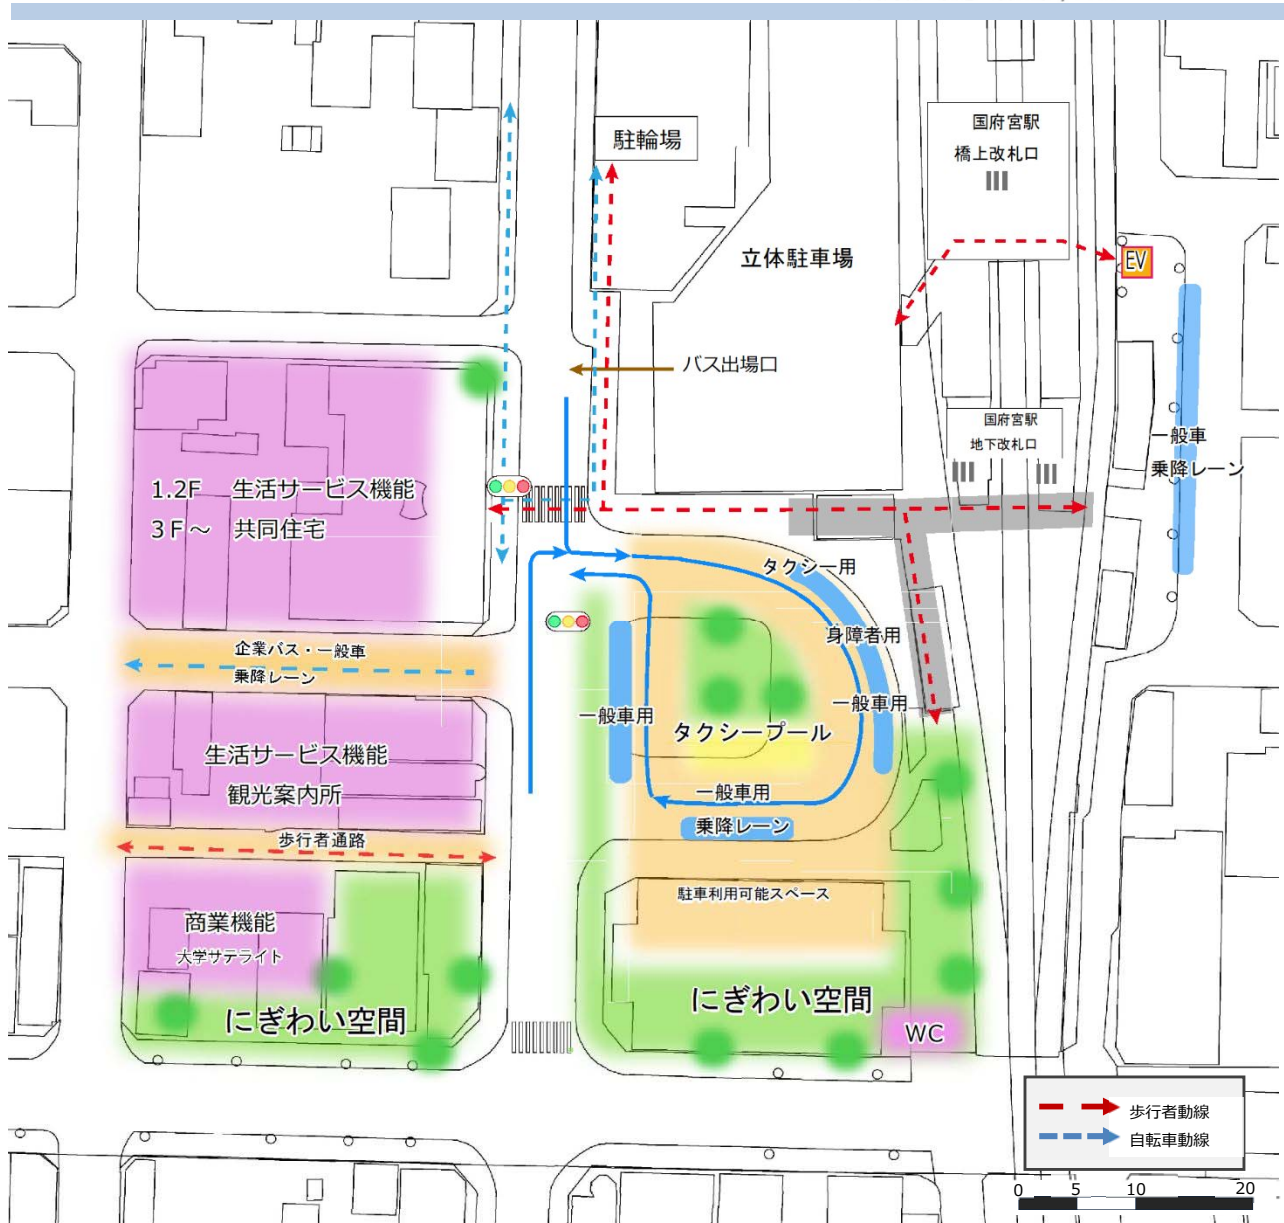 国府宮駅
橋上改札口
駐輪場
立体駐車場
EV
バス出場口
国府宮駅
地下改札口
一般車
乗降レーン
1.2F 生活サービス機能
3F～ 共同住宅
タクシー用
身障者用
企業バス・一般車
乗降レーン
一般車用
一般車用
タクシープール
生活サービス機能
観光案内所
一般車用
乗降レーン
歩行者通路
駐車利用可能スペース
商業機能
大学サテライト
にぎわい空間
にぎわい空間
WC
歩行者動線
自転車動線
0 5 10 20